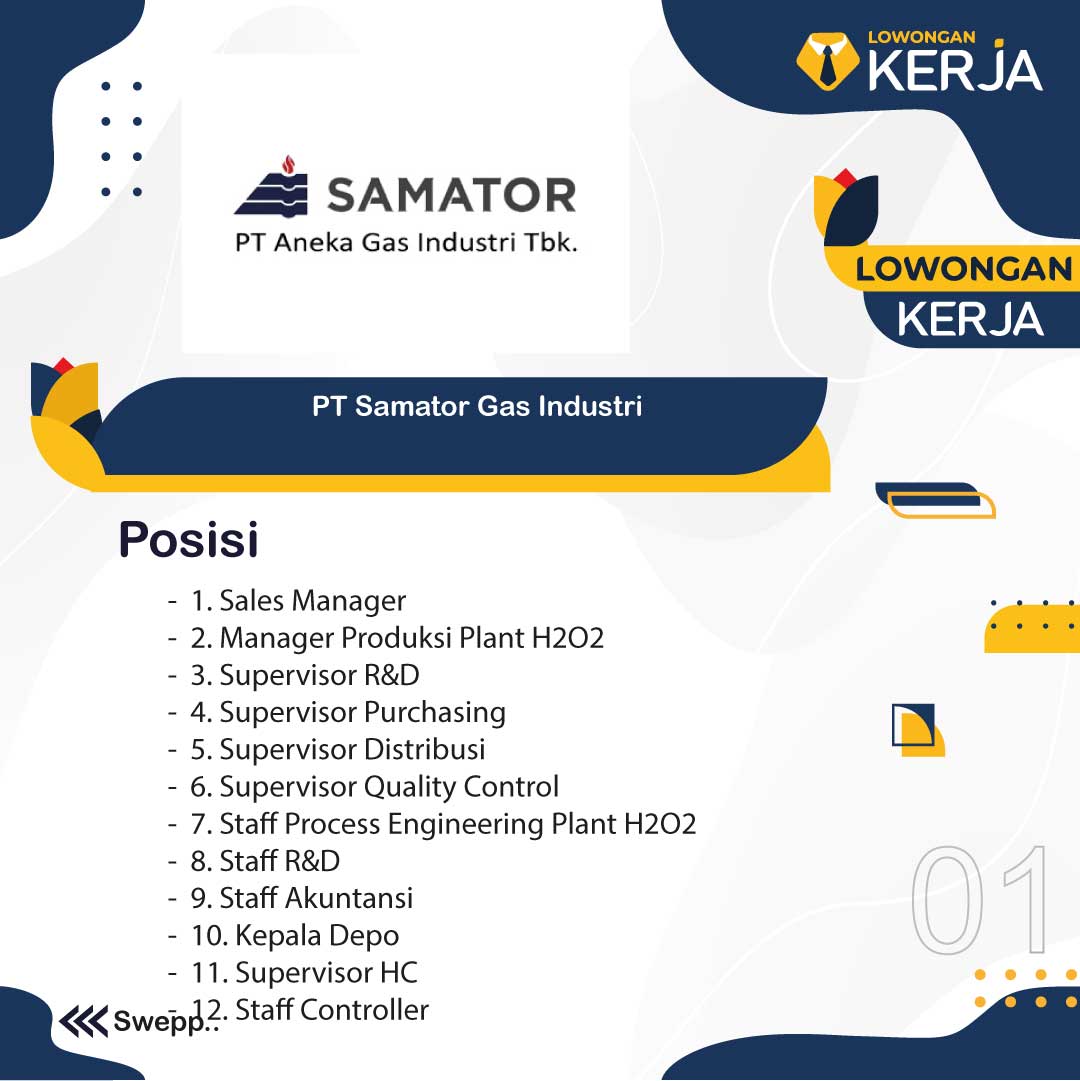 LOWONGAN
KERJA
SAMATOR
PT Aneka Gas Industri Tbk.
LOWONGAN
KERJA
PT Samator Gas Industri
Posisi
- 1. Sales Manager
- 2. Manager Produksi Plant H2O2
- 3. Supervisor R&D
- 4. Supervisor Purchasing
- 5. Supervisor Distribusi
- 6. Supervisor Quality Control
- 7. Staff Process Engineering Plant H2O2
- 8. Staff R&D
- 9. Staff Akuntansi
- 10. Kepala Depo
- 11. Supervisor HC
- 12. Staff Controller
01
Swepp..